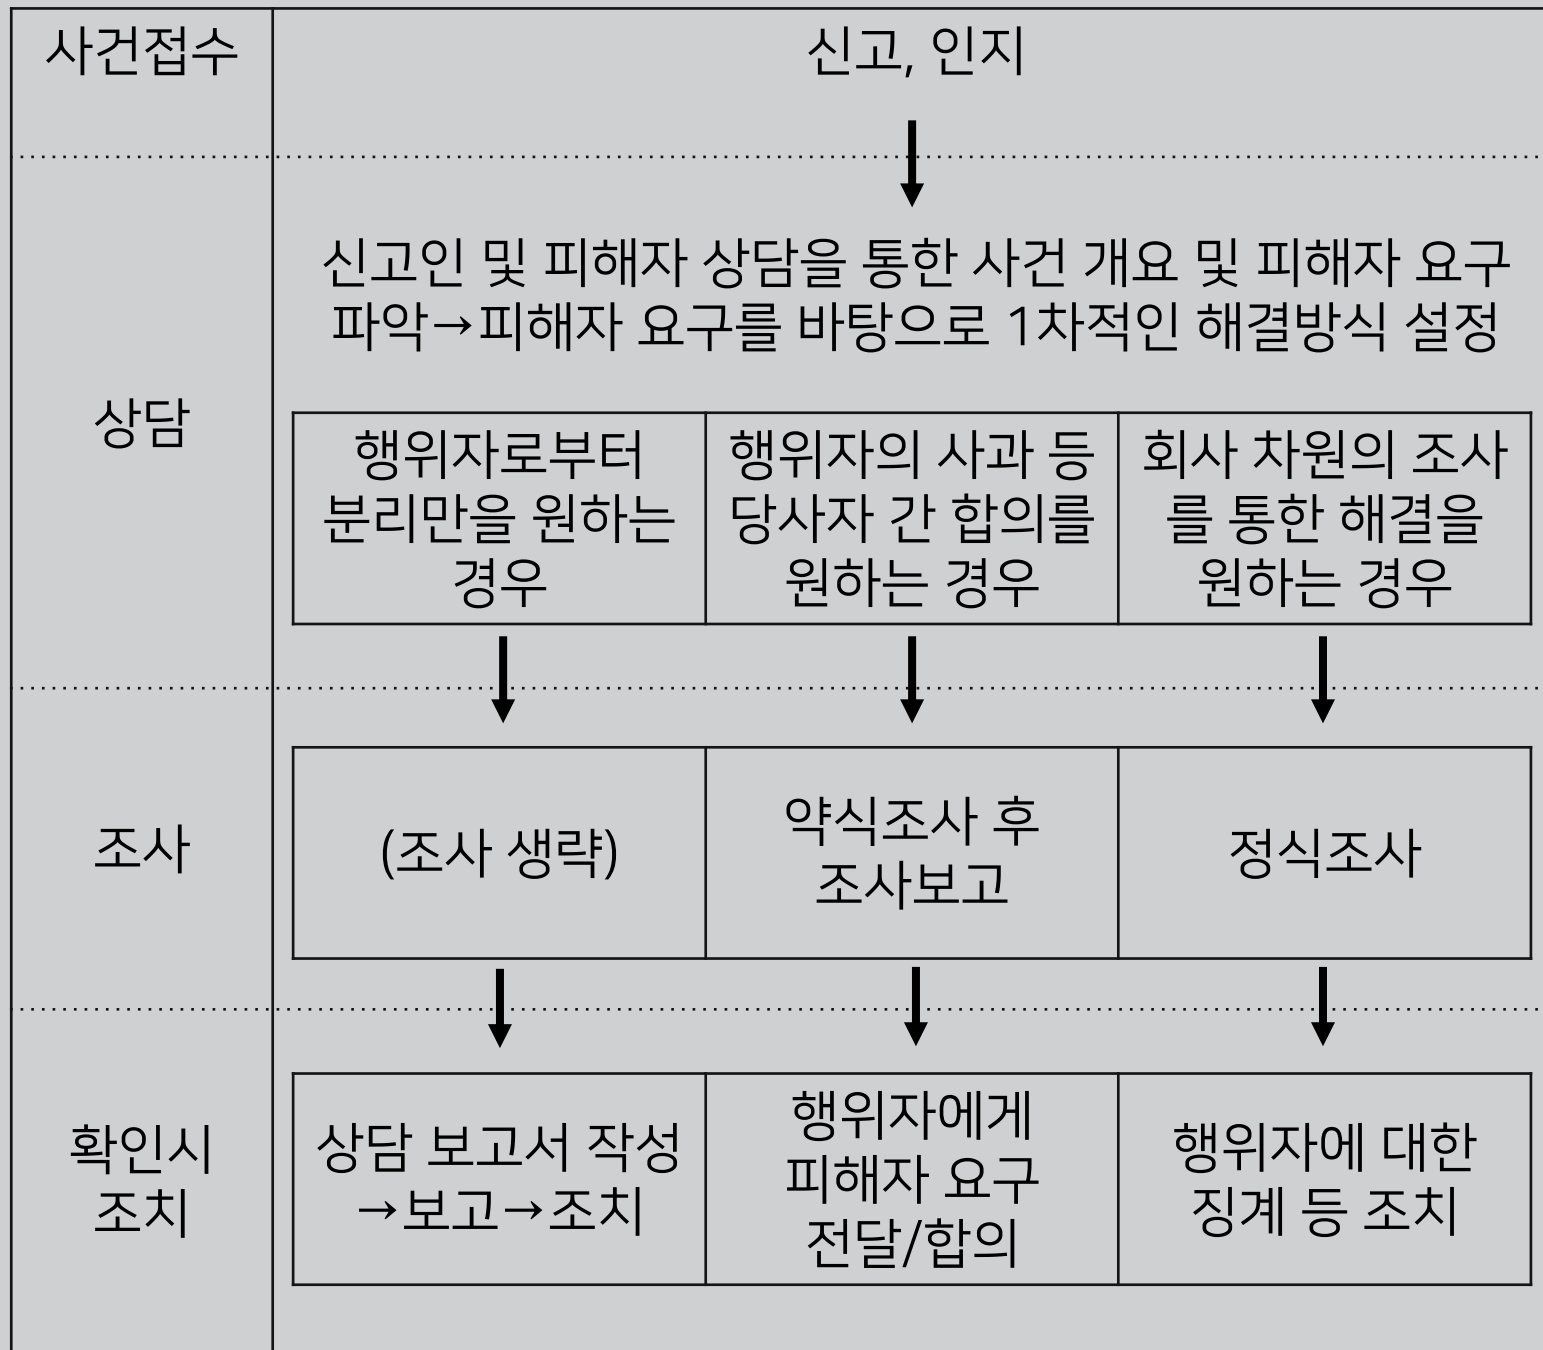 사건접수
신고, 인지
상담
신고인 및 피해자 상담을 통한 사건 개요 및 피해자 요구
파악→피해자 요구를 바탕으로 1차적인 해결방식 설정
행위자로부터
분리만을 원하는
경우
행위자의 사과 등
당사자 간 합의를
원하는 경우
회사 차원의 조사
를 통한 해결을
원하는 경우
조사
(조사 생략)
약식조사 후
조사보고
정식조사
확인시
조치
상담 보고서 작성
→보고→조치
행위자에게
피해자 요구
전달/합의
행위자에 대한
징계 등 조치